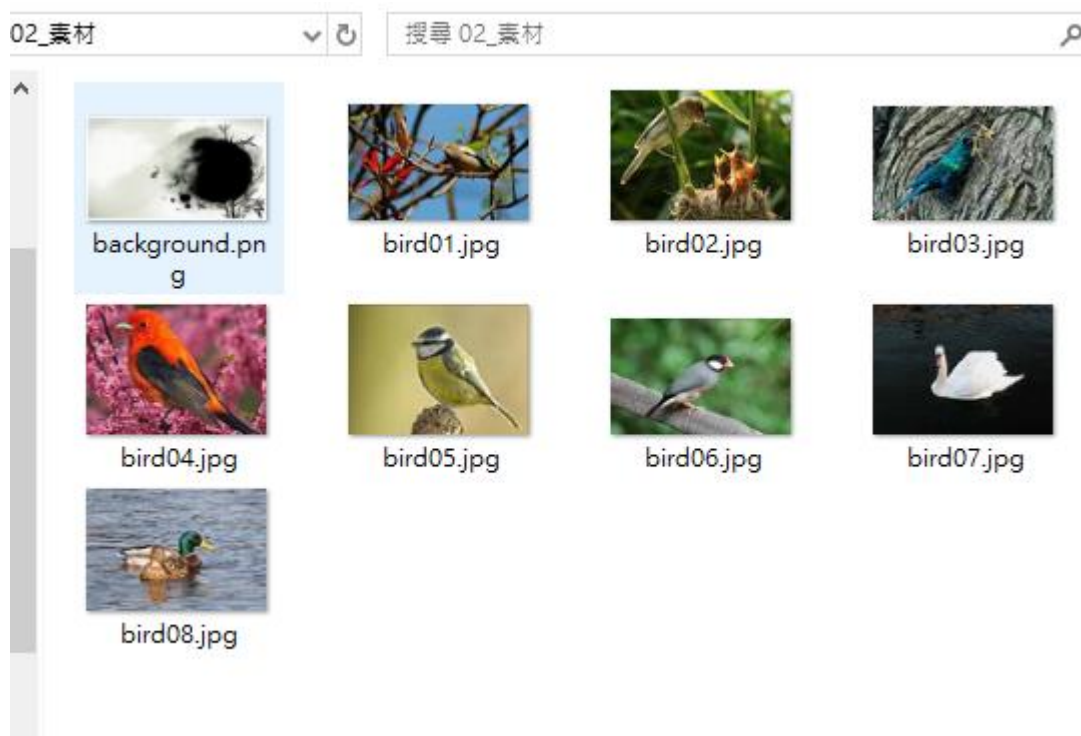 02_素材
搜尋 02_素材
background.pn
g
bird01.jpg
bird02.jpg
bird03.jpg
bird04.jpg
bird05.jpg
bird06.jpg
bird07.jpg
bird08.jpg